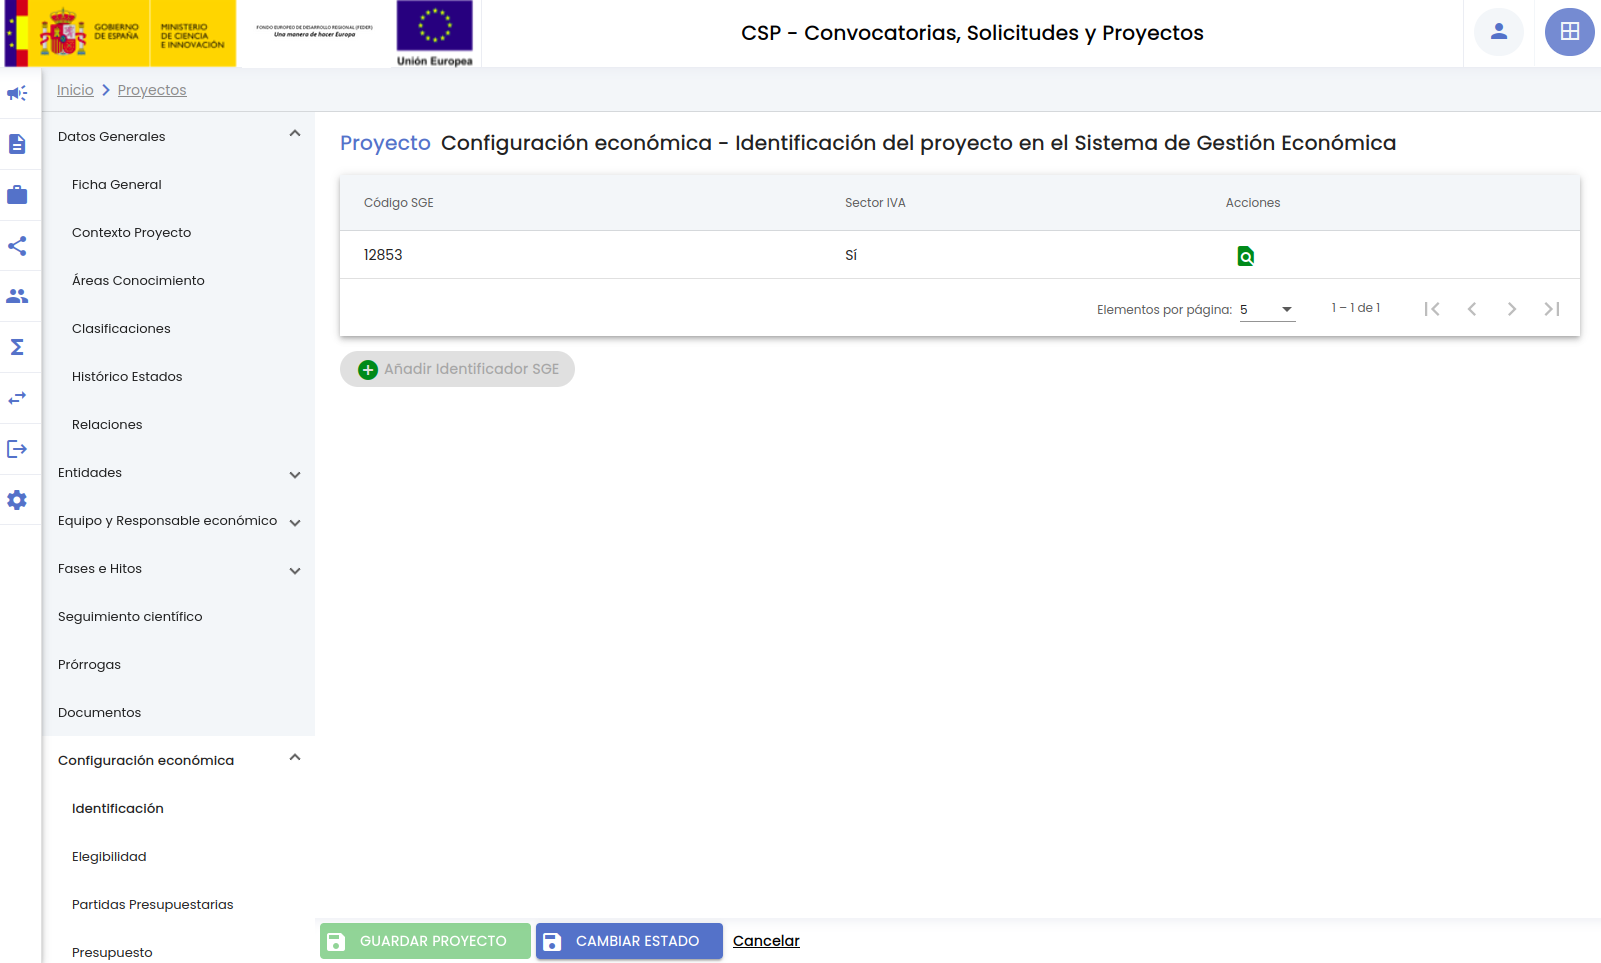 GOBIERNO
DE ESPAÑA
MINISTERIO
DE CIENCIA
E INNOVACIÓN
FONDO EUROPEO DE DESARROLLO REGIONAL (FEDER)
Una manera de hacer Europa
Unión Europea
CSP - Convocatorias, Solicitudes y Proyectos
Inicio
Proyectos
Datos Generales
Ficha General
Contexto Proyecto
Áreas Conocimiento
Clasificaciones
Histórico Estados
Relaciones
Entidades
Equipo y Responsable económico
Fases e Hitos
Seguimiento científico
Prórrogas
Documentos
Configuración económica
Identificación
Elegibilidad
Partidas Presupuestarias
Presupuesto
Proyecto Configuración económica - Identificación del proyecto en el Sistema de Gestión Económica
Código SGE Sector IVA Acciones
12853 Sí
Elementos por página: 5 1 – 1 de 1
Añadir Identificador SGE
GUARDAR PROYECTO CAMBIAR ESTADO Cancelar